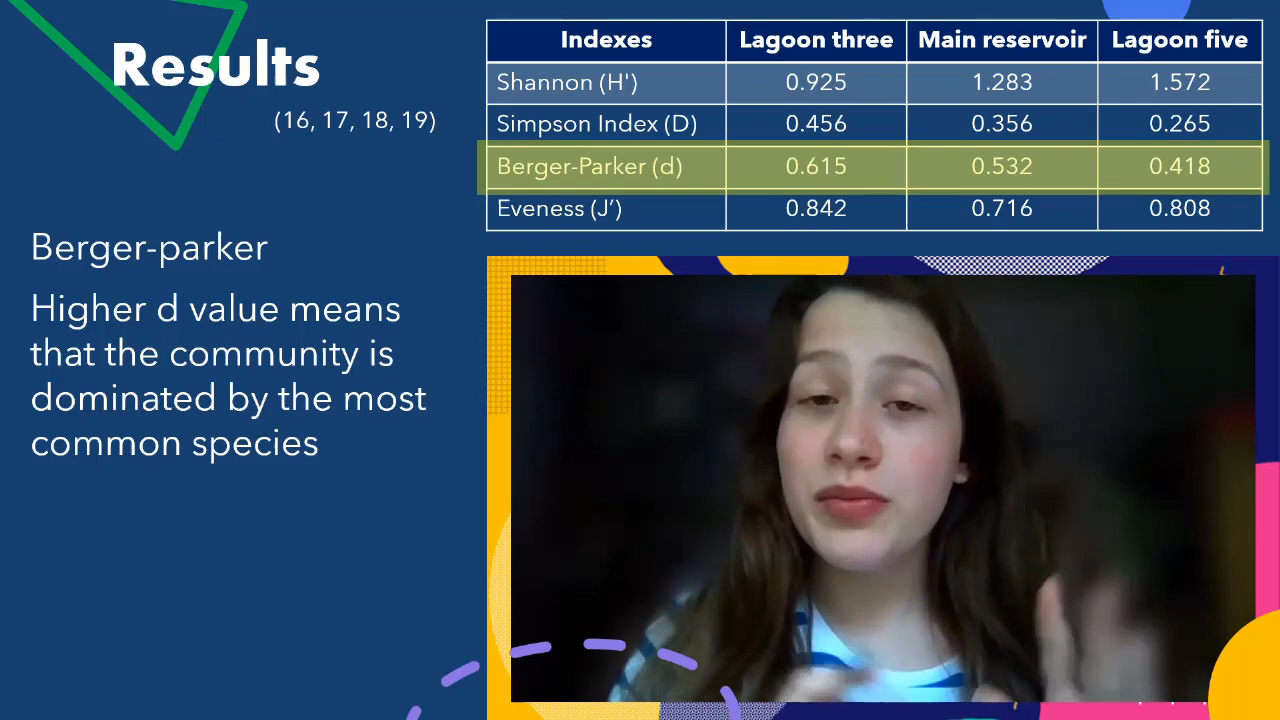 Results
(16, 17, 18, 19)
Berger-parker
Higher d value means
that the community is
dominated by the most
common species
Indexes Lagoon three Main reservoir Lagoon five
Shannon (H') 0.925 1.283 1.572
Simpson Index (D) 0.456 0.356 0.265
Berger-Parker (d) 0.615 0.532 0.418
Eveness (J’) 0.842 0.716 0.808